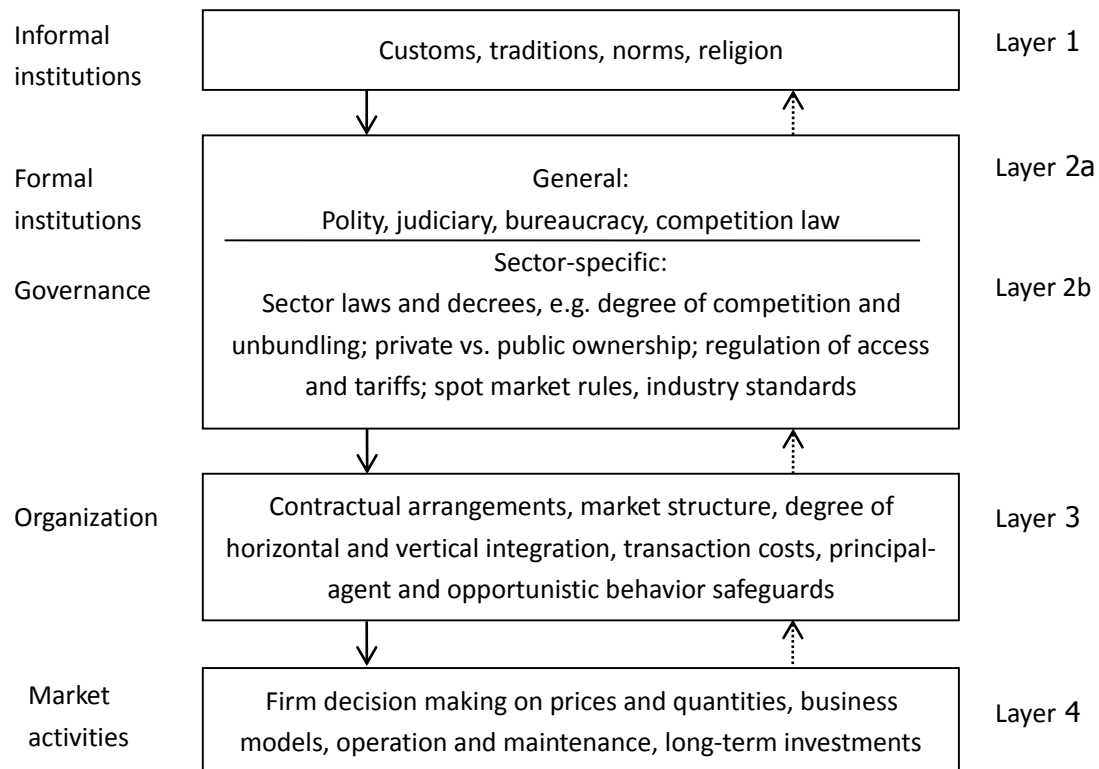 Informal
institutions
Customs, traditions, norms, religion
Layer 1
Formal
institutions
General:
Polity, judiciary, bureaucracy, competition law
Layer 2a
Governance
Sector-specific:
Sector laws and decrees, e.g. degree of competition and
unbundling; private vs. public ownership; regulation of access
and tariffs; spot market rules, industry standards
Layer 2b
Organization
Contractual arrangements, market structure, degree of
horizontal and vertical integration, transaction costs, principal-
agent and opportunistic behavior safeguards
Layer 3
Market
activities
Firm decision making on prices and quantities, business
models, operation and maintenance, long-term investments
Layer 4